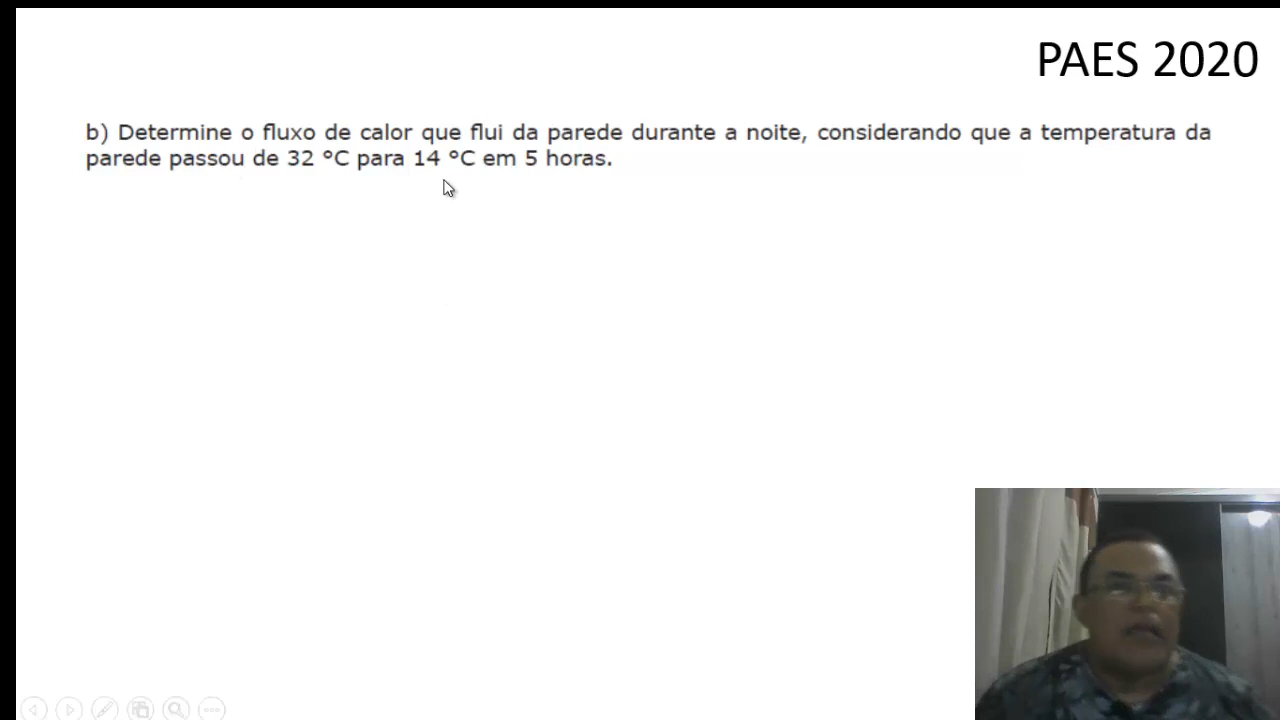 PAES 2020
b) Determine o fluxo de calor que flui da parede durante a noite, considerando que a temperatura da
parede passou de 32 °C para 14 °C em 5 horas.